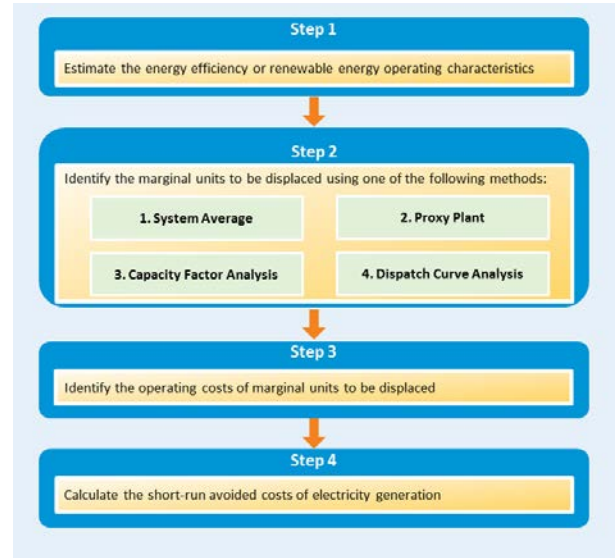 Step 1
Estimate the energy efficiency or renewable energy operating characteristics
Step 2
Identify the marginal units to be displaced using one of the following methods:
1. System Average
2. Proxy Plant
3. Capacity Factor Analysis
4. Dispatch Curve Analysis
Step 3
Identify the operating costs of marginal units to be displaced
Step 4
Calculate the short-run avoided costs of electricity generation